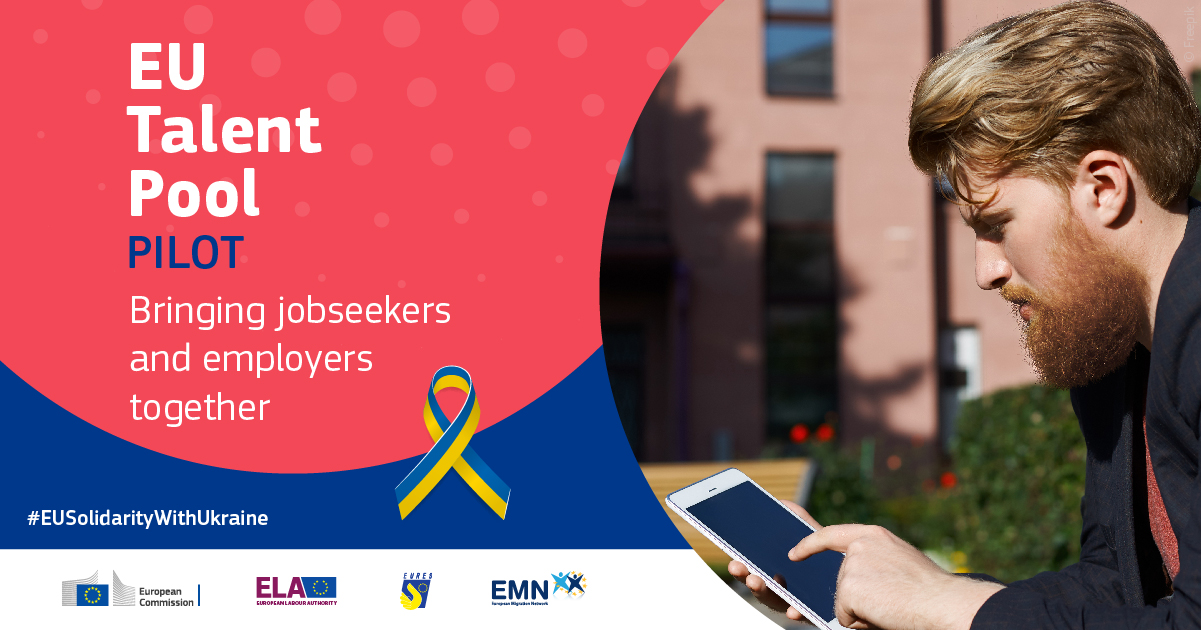 EU
Talent
Pool
PILOT
Bringing jobseekers
and employers
together
#EUSolidarityWithUkraine
European
Commission
ELA
EUROPEAN LABOUR AUTHORITY
EURES
EMN
European Migration Network
© Freepik